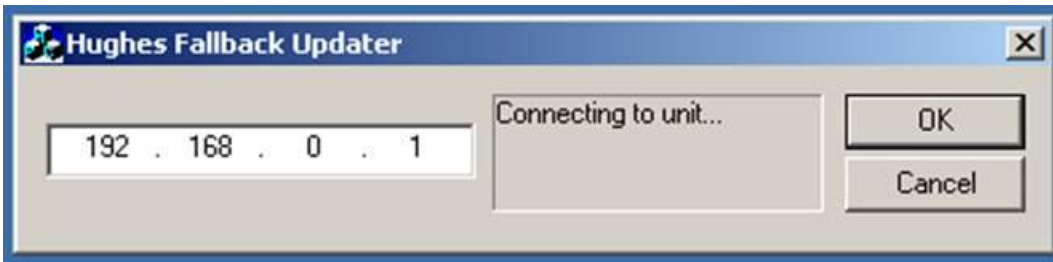 Hughes Fallback Updater
192 . 168 . 0 . 1
Connecting to unit...
OK
Cancel